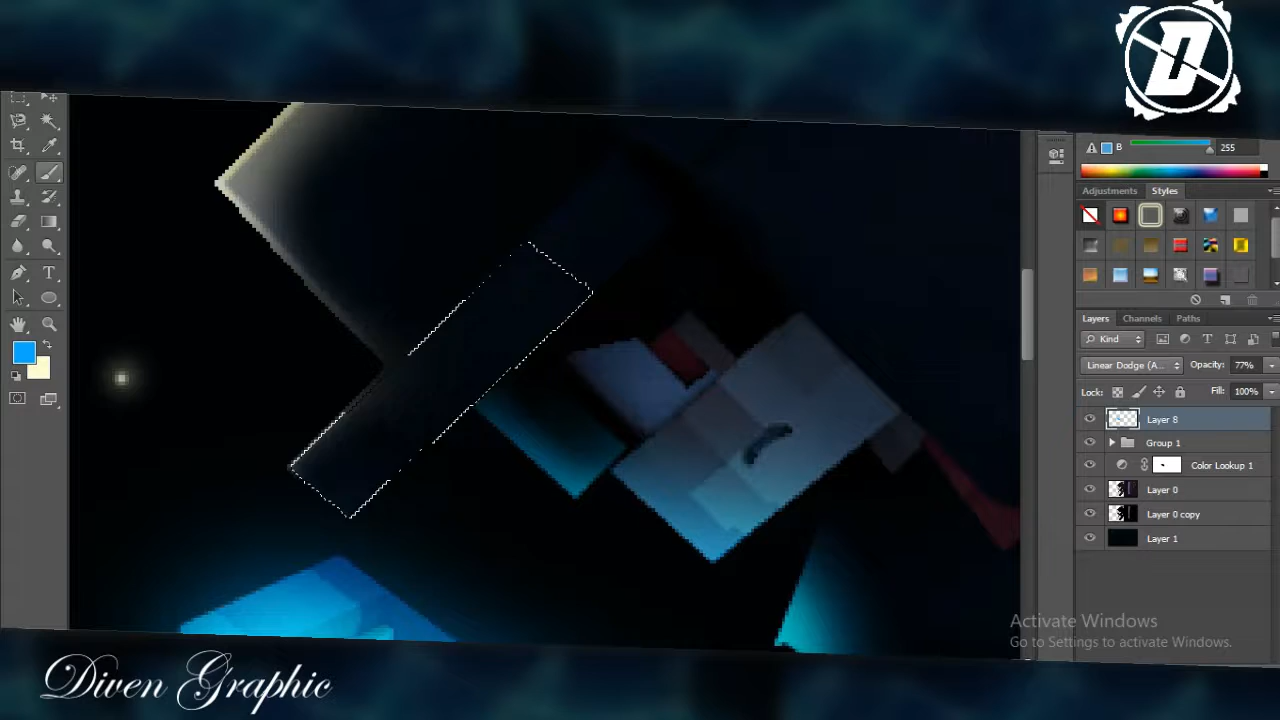 D
B 255
Adjustments Styles
Layers Channels Paths
Kind
Linear Dodge (A... Opacity: 77%
Lock: Fill: 100%
Layer 8
Group 1
Color Lookup 1
Layer 0
Layer 0 copy
Layer 1
Activate Windows
Go to Settings to activate Windows.
Diven Graphic